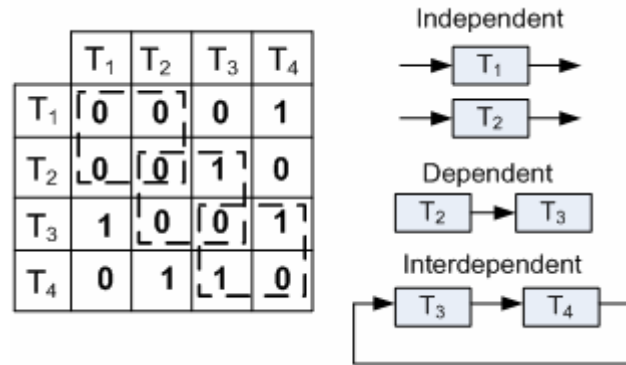 T₁ T₂ T₃ T₄
T₁ 0 0 0 1
T₂ 0 0 1 0
T₃ 1 0 0 1
T₄ 0 1 1 0
Independent
T₁
T₂
Dependent
T₂ T₃
Interdependent
T₃ T₄